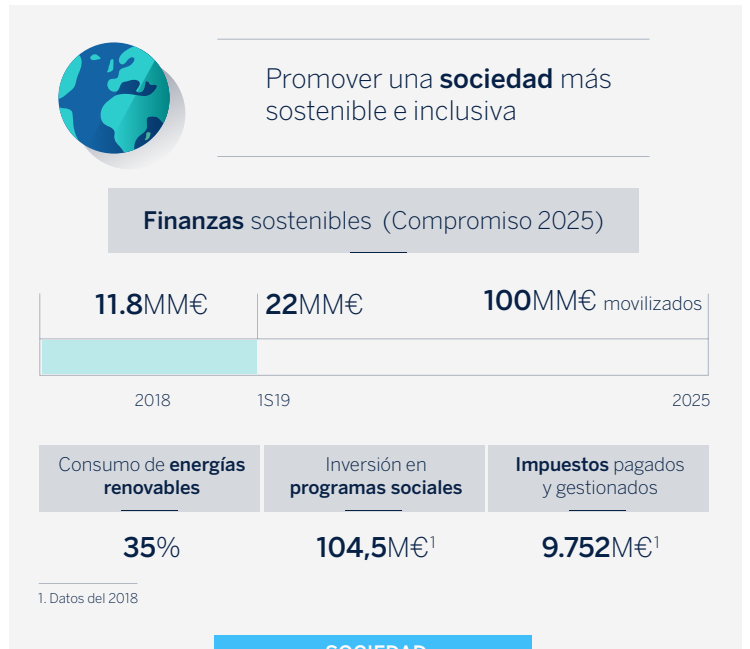 Promover una sociedad más
sostenible e inclusiva
Finanzas sostenibles (Compromiso 2025)
11.8MM€
22MM€
100MM€ movilizados
2018
1S19
2025
Consumo de energías
renovables
35%
Inversión en
programas sociales
104,5M€¹
Impuestos pagados
y gestionados
9.752M€¹
1. Datos del 2018
SOCIEDAD